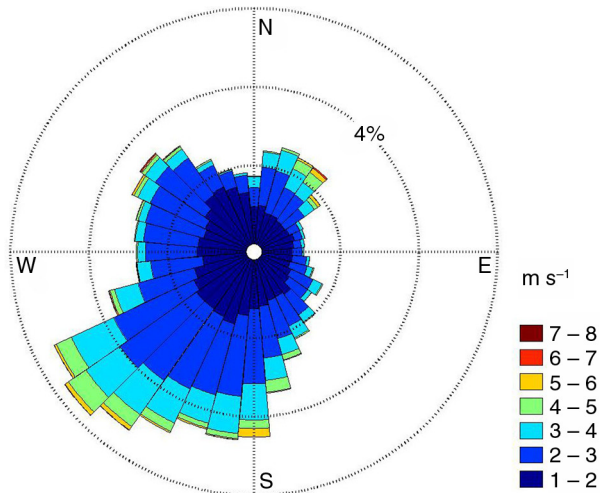 N
4%
W
E
S
m s⁻¹
7 – 8
6 – 7
5 – 6
4 – 5
3 – 4
2 – 3
1 – 2